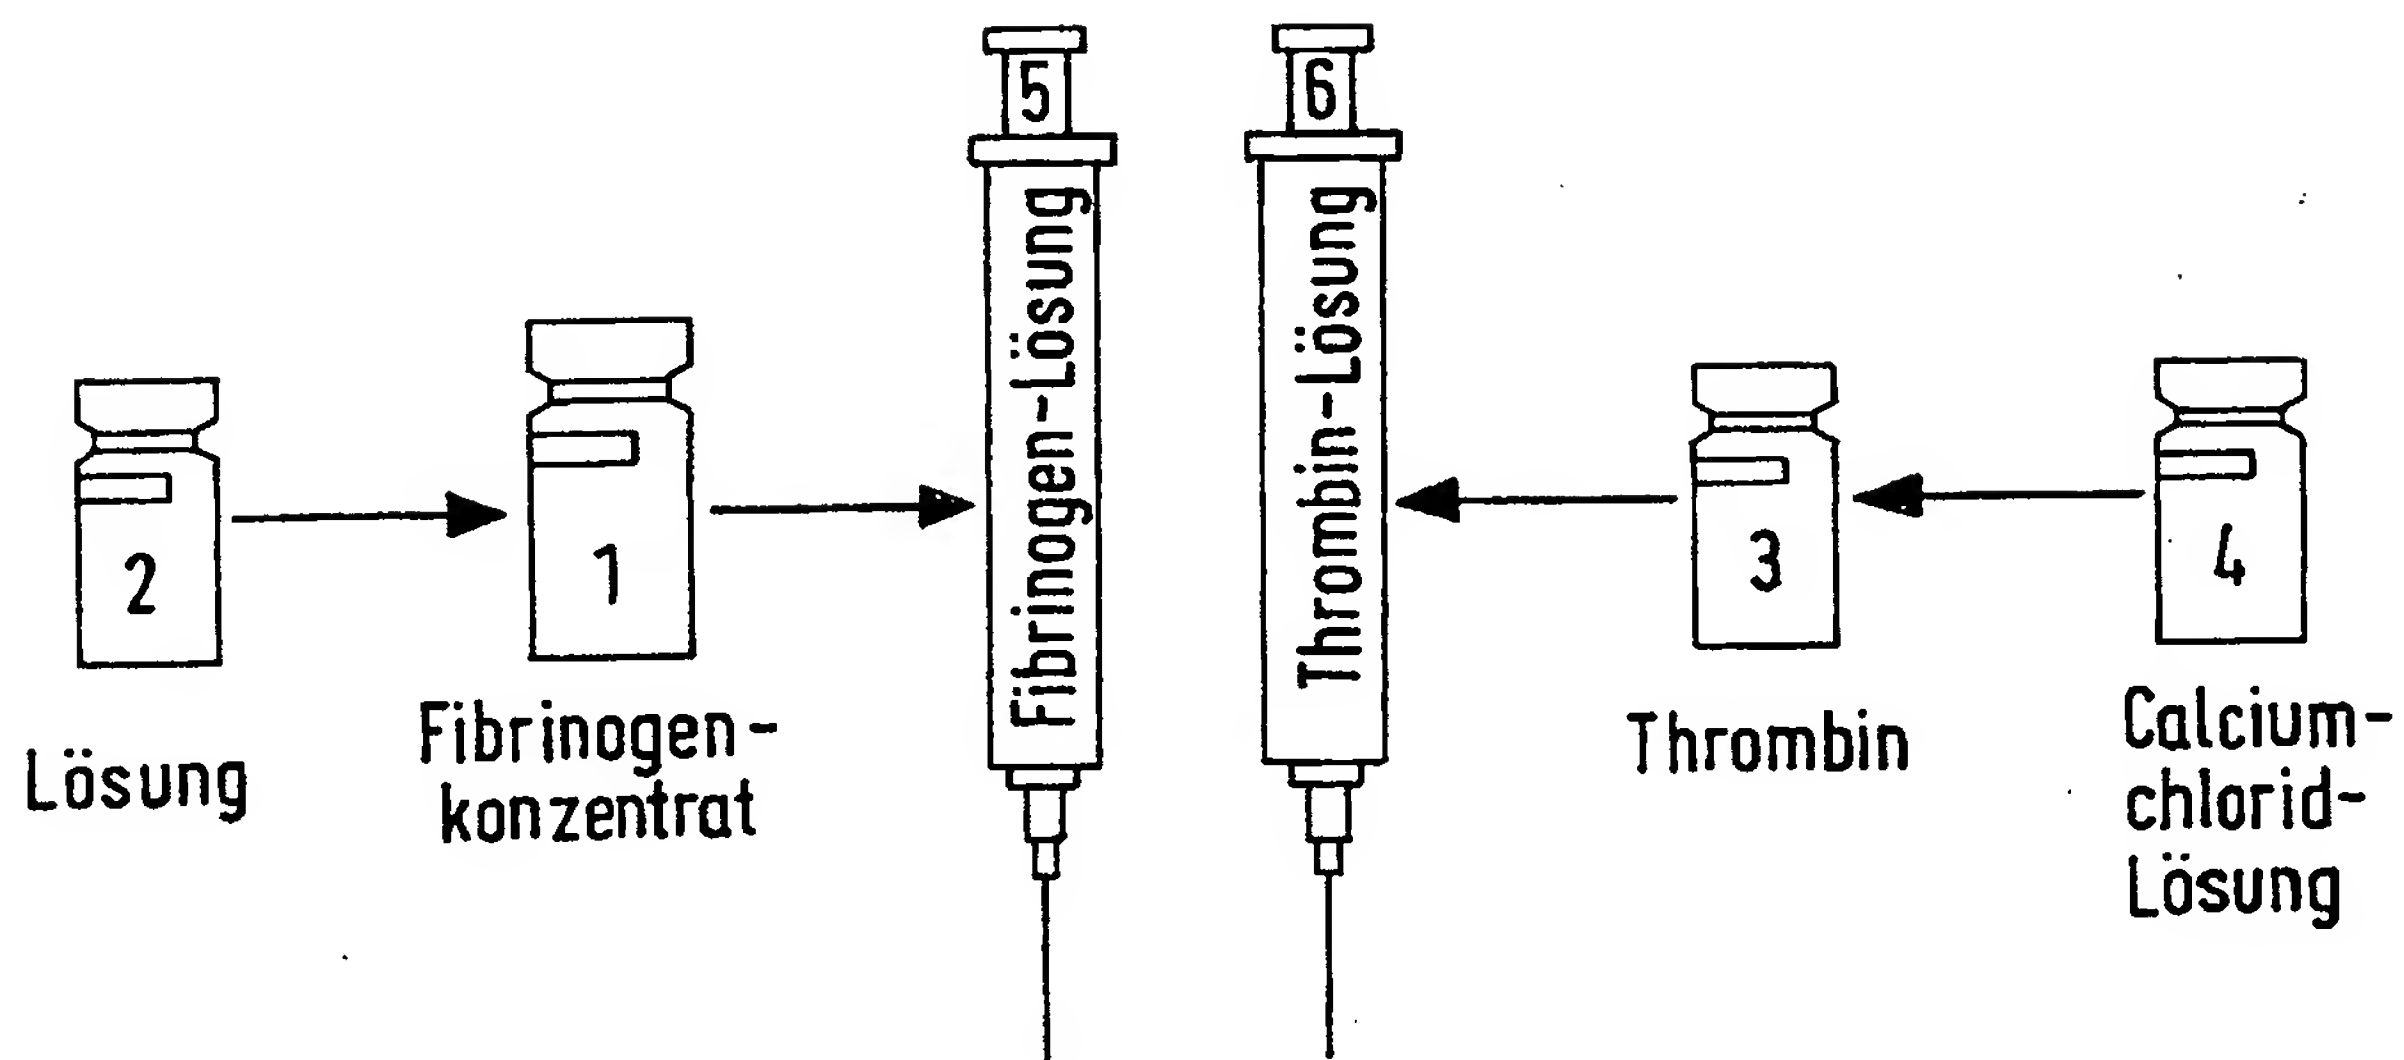 5
6
Fibrinogen-Lösung
Thrombin-Lösung
2
1
3
4
Lösung
Fibrinogen-
konzentrat
Thrombin
Calcium-
chlorid-
Lösung